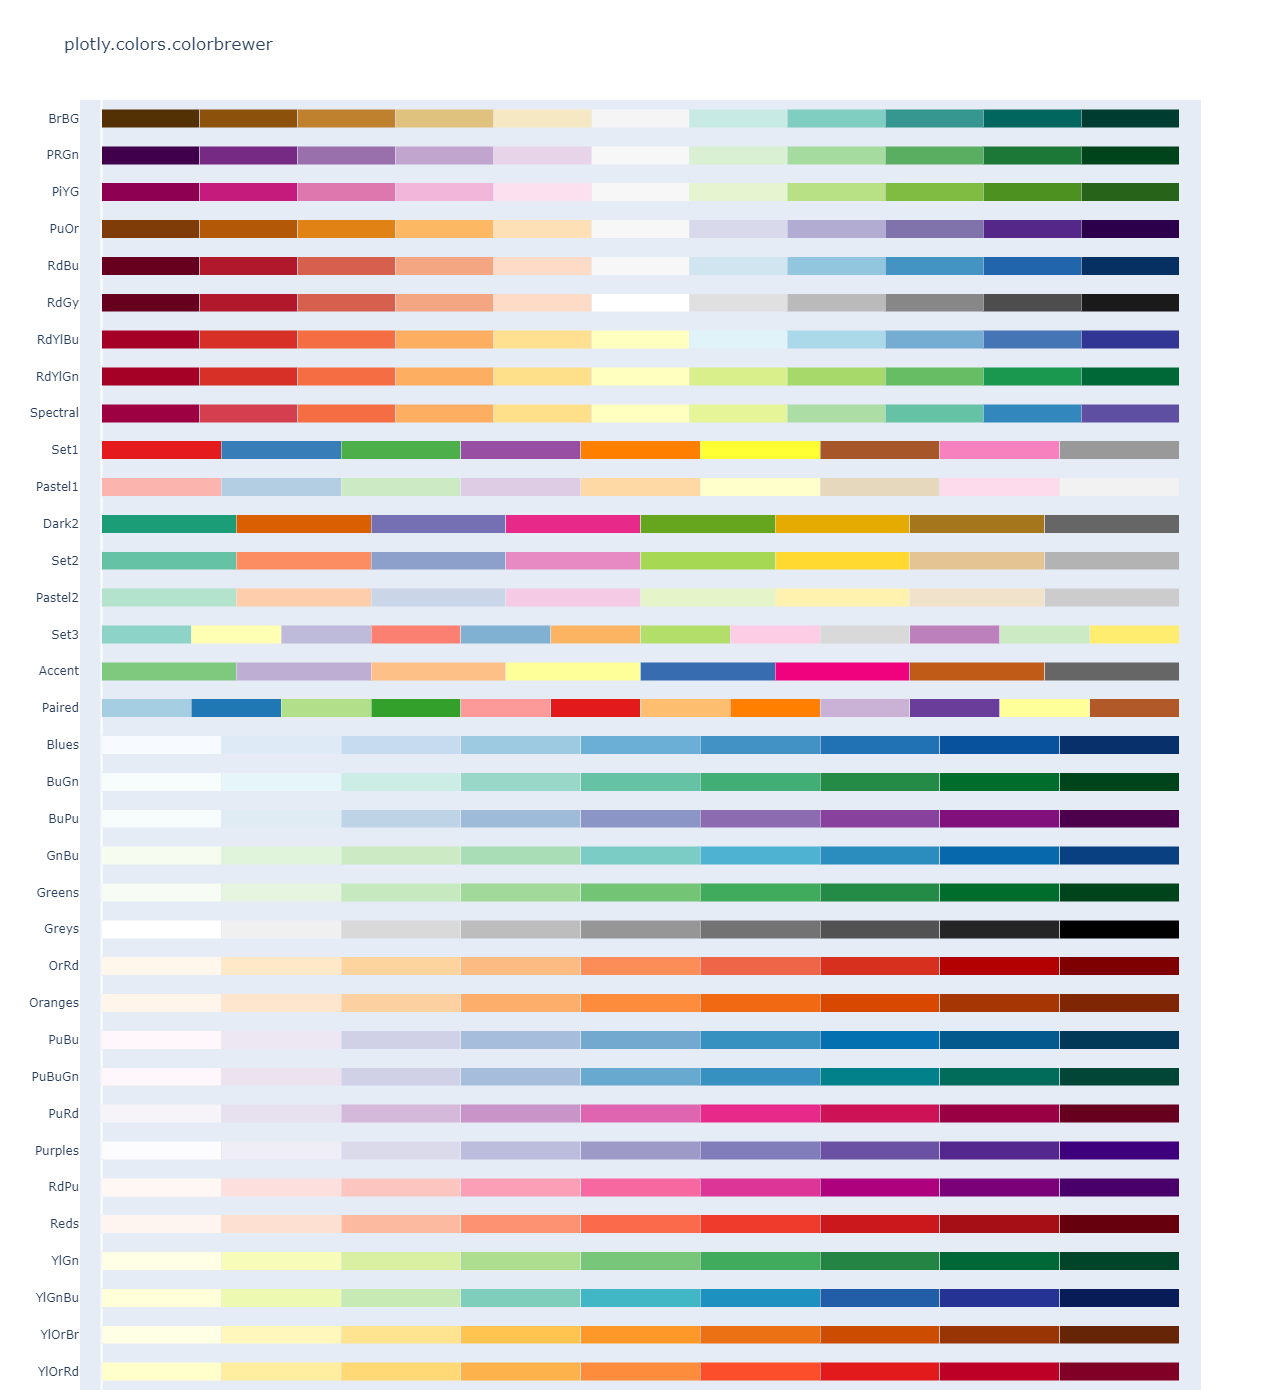 plotly.colors.colorbrewer
BrBG
PRGn
PiYG
PuOr
RdBu
RdGy
RdYlBu
RdYlGn
Spectral
Set1
Pastel1
Dark2
Set2
Pastel2
Set3
Accent
Paired
Blues
BuGn
BuPu
GnBu
Greens
Greys
OrRd
Oranges
PuBu
PuBuGn
PuRd
Purples
RdPu
Reds
YlGn
YlGnBu
YlOrBr
YlOrRd